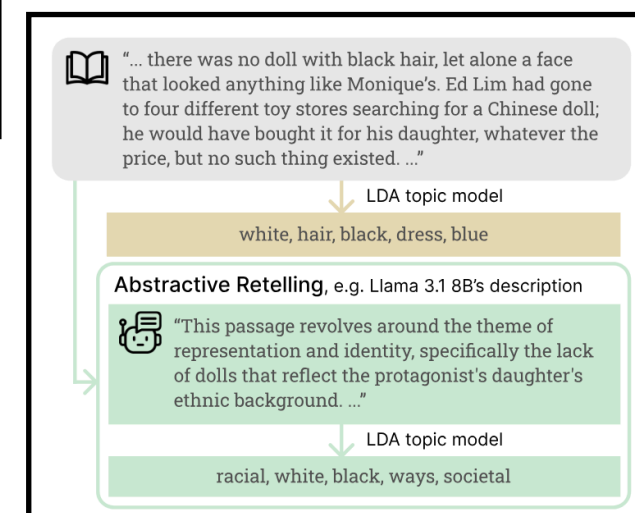 “... there was no doll with black hair, let alone a face
that looked anything like Monique’s. Ed Lim had gone
to four different toy stores searching for a Chinese doll;
he would have bought it for his daughter, whatever the
price, but no such thing existed. ...”
LDA topic model
white, hair, black, dress, blue
Abstractive Retelling, e.g. Llama 3.1 8B’s description
“This passage revolves around the theme of
representation and identity, specifically the lack
of dolls that reflect the protagonist's daughter's
ethnic background. ...”
LDA topic model
racial, white, black, ways, societal